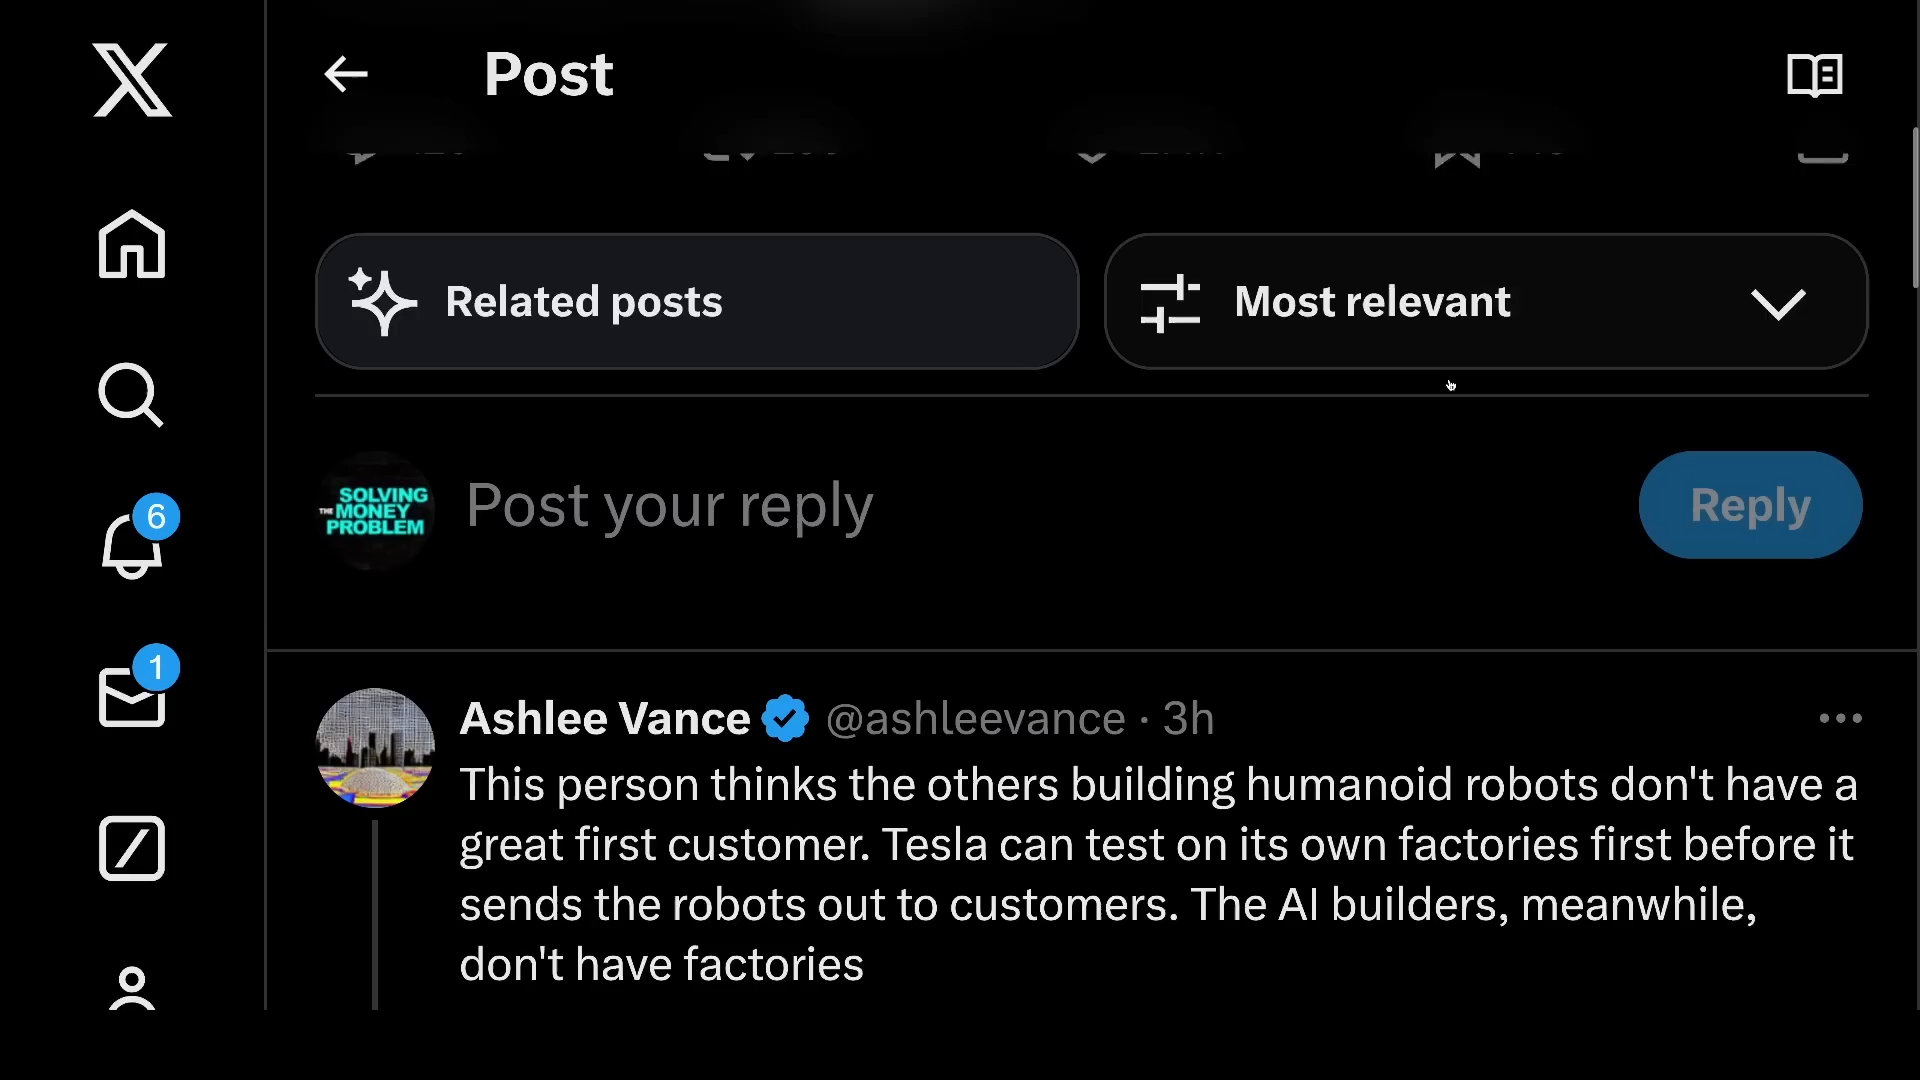 Post
Related posts
Most relevant
SOLVING
THE MONEY
PROBLEM
Post your reply
Reply
6
1
Ashlee Vance @ashleevance · 3h
This person thinks the others building humanoid robots don't have a
great first customer. Tesla can test on its own factories first before it
sends the robots out to customers. The AI builders, meanwhile,
don't have factories